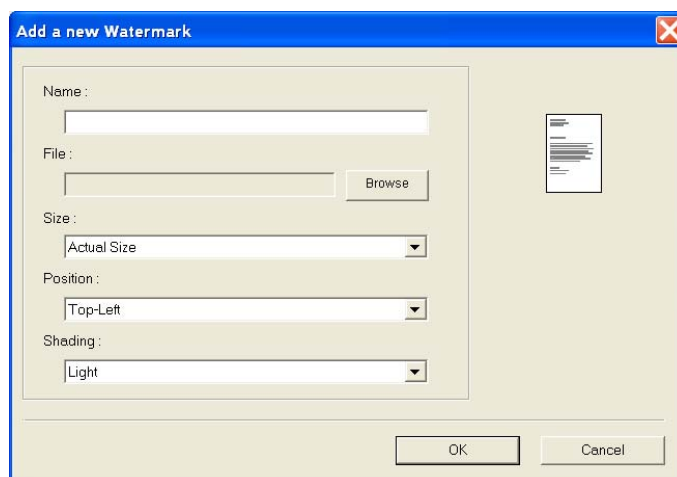 Add a new Watermark
Name :
File :
Browse
Size :
Actual Size
Position :
Top-Left
Shading :
Light
OK
Cancel